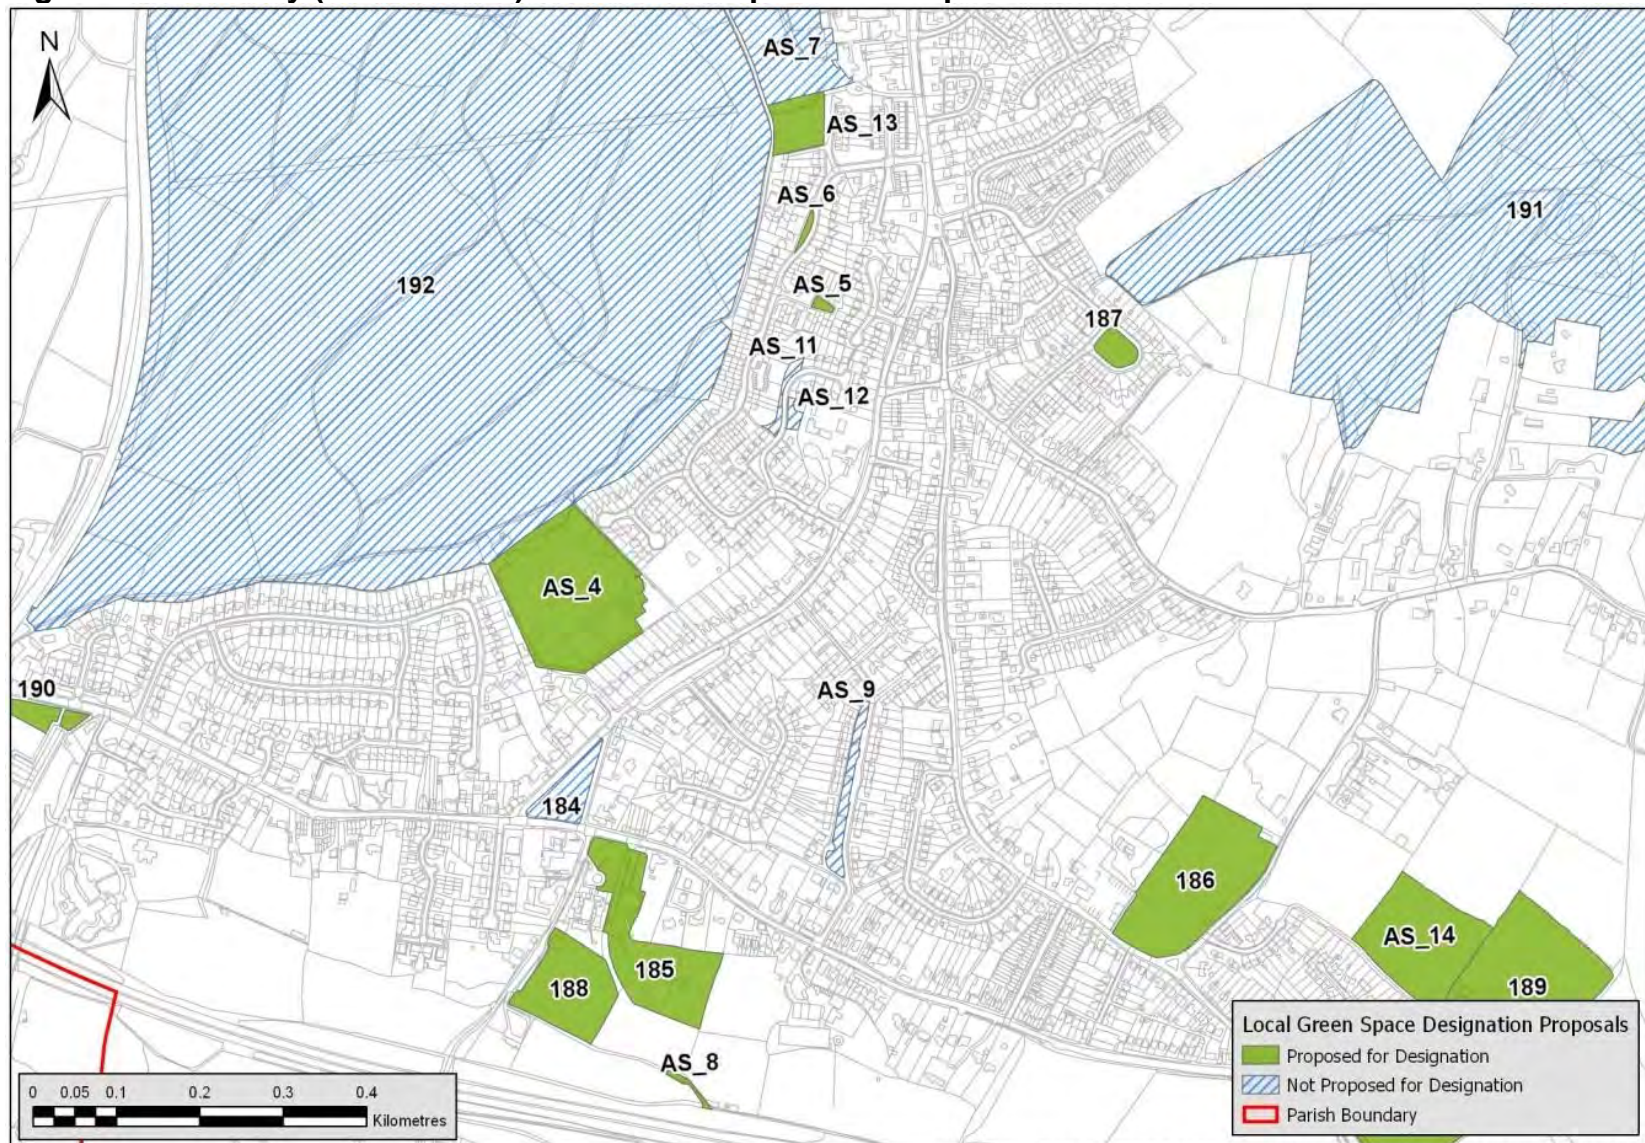 N
AS_7
AS_13
AS_6
191
192
AS_5
187
AS_11
AS_12
AS_4
190
AS_9
184
186
AS_14
185
188
189
AS_8
Local Green Space Designation Proposals
Proposed for Designation
Not Proposed for Designation
Parish Boundary
0 0.05 0.1 0.2 0.3 0.4
Kilometres